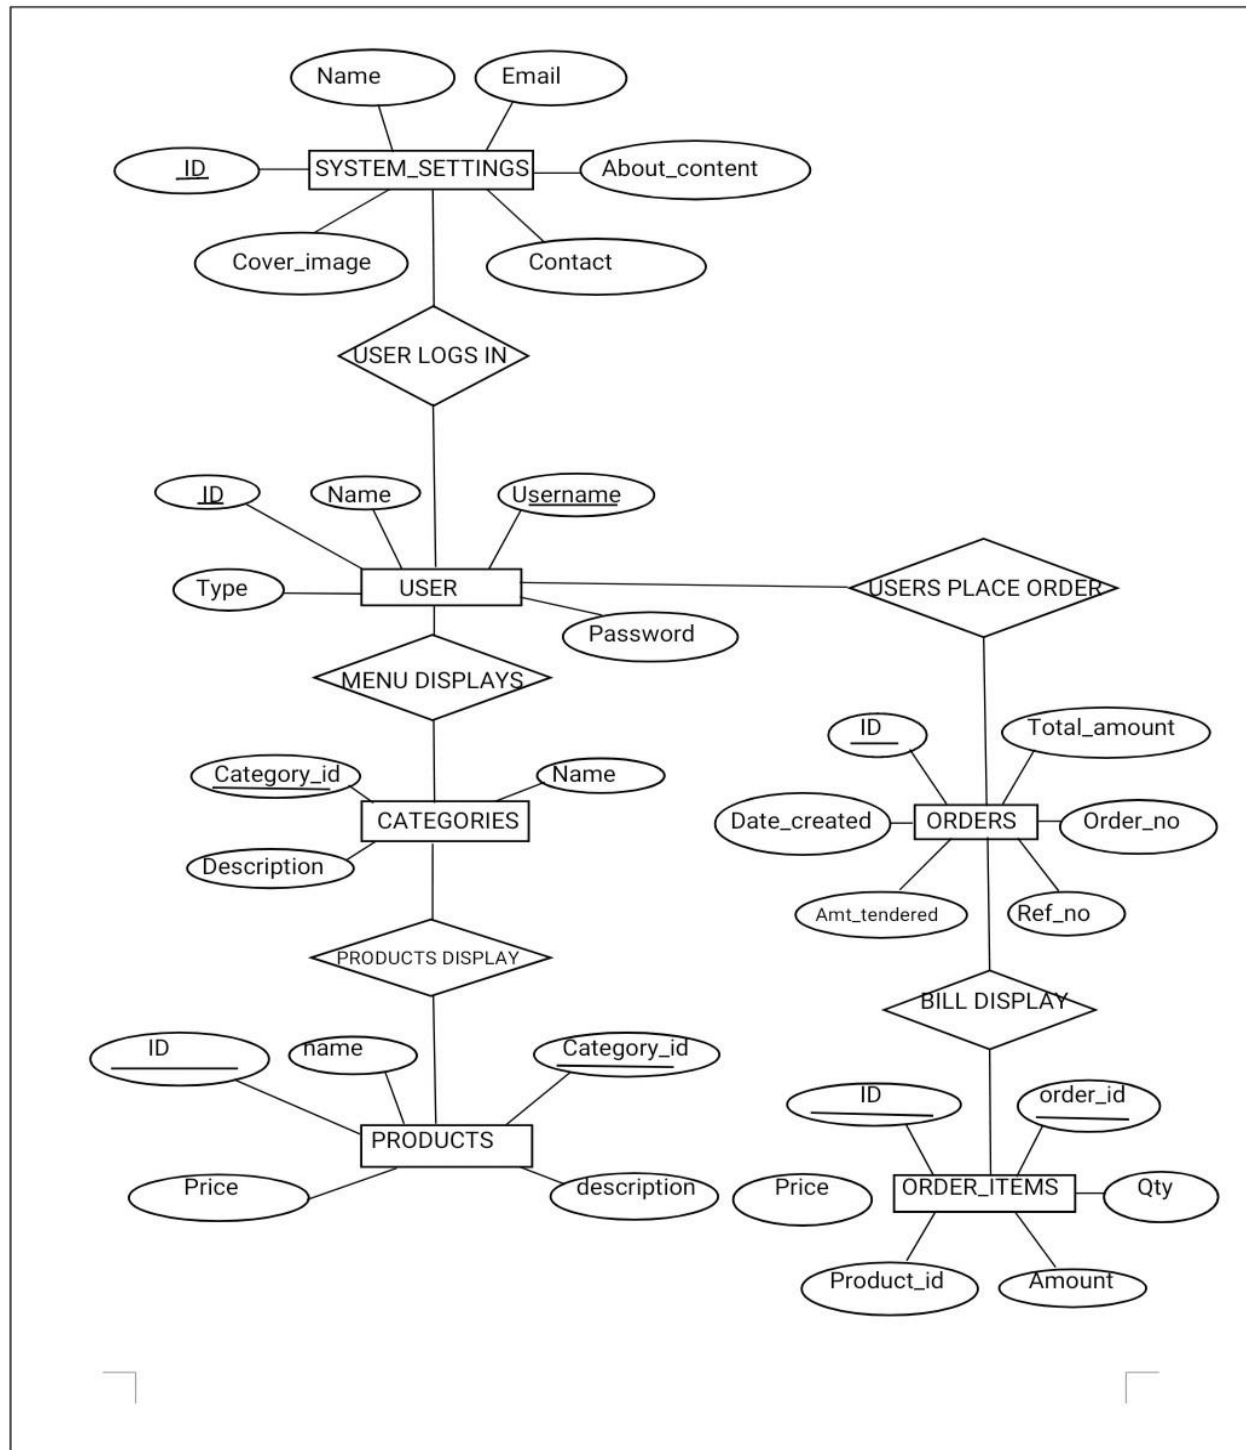 Name
Email
ID
SYSTEM_SETTINGS
About_content
Cover_image
Contact
USER LOGS IN
ID
Name
Username
Type
USER
USERS PLACE ORDER
Password
MENU DISPLAYS
ID
Total_amount
Category_id
Name
Date_created
ORDERS
Order_no
CATEGORIES
Description
Amt_tendered
Ref_no
PRODUCTS DISPLAY
BILL DISPLAY
ID
name
Category_id
ID
order_id
PRODUCTS
Price
description
Price
ORDER_ITEMS
Qty
Product_id
Amount